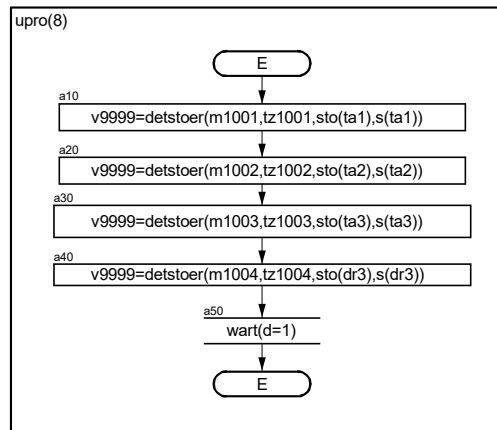 upro(8)
E
a10
v9999=detstoer(m1001,tz1001,sto(ta1),s(ta1))
a20
v9999=detstoer(m1002,tz1002,sto(ta2),s(ta2))
a30
v9999=detstoer(m1003,tz1003,sto(ta3),s(ta3))
a40
v9999=detstoer(m1004,tz1004,sto(dr3),s(dr3))
a50
wart(d=1)
E